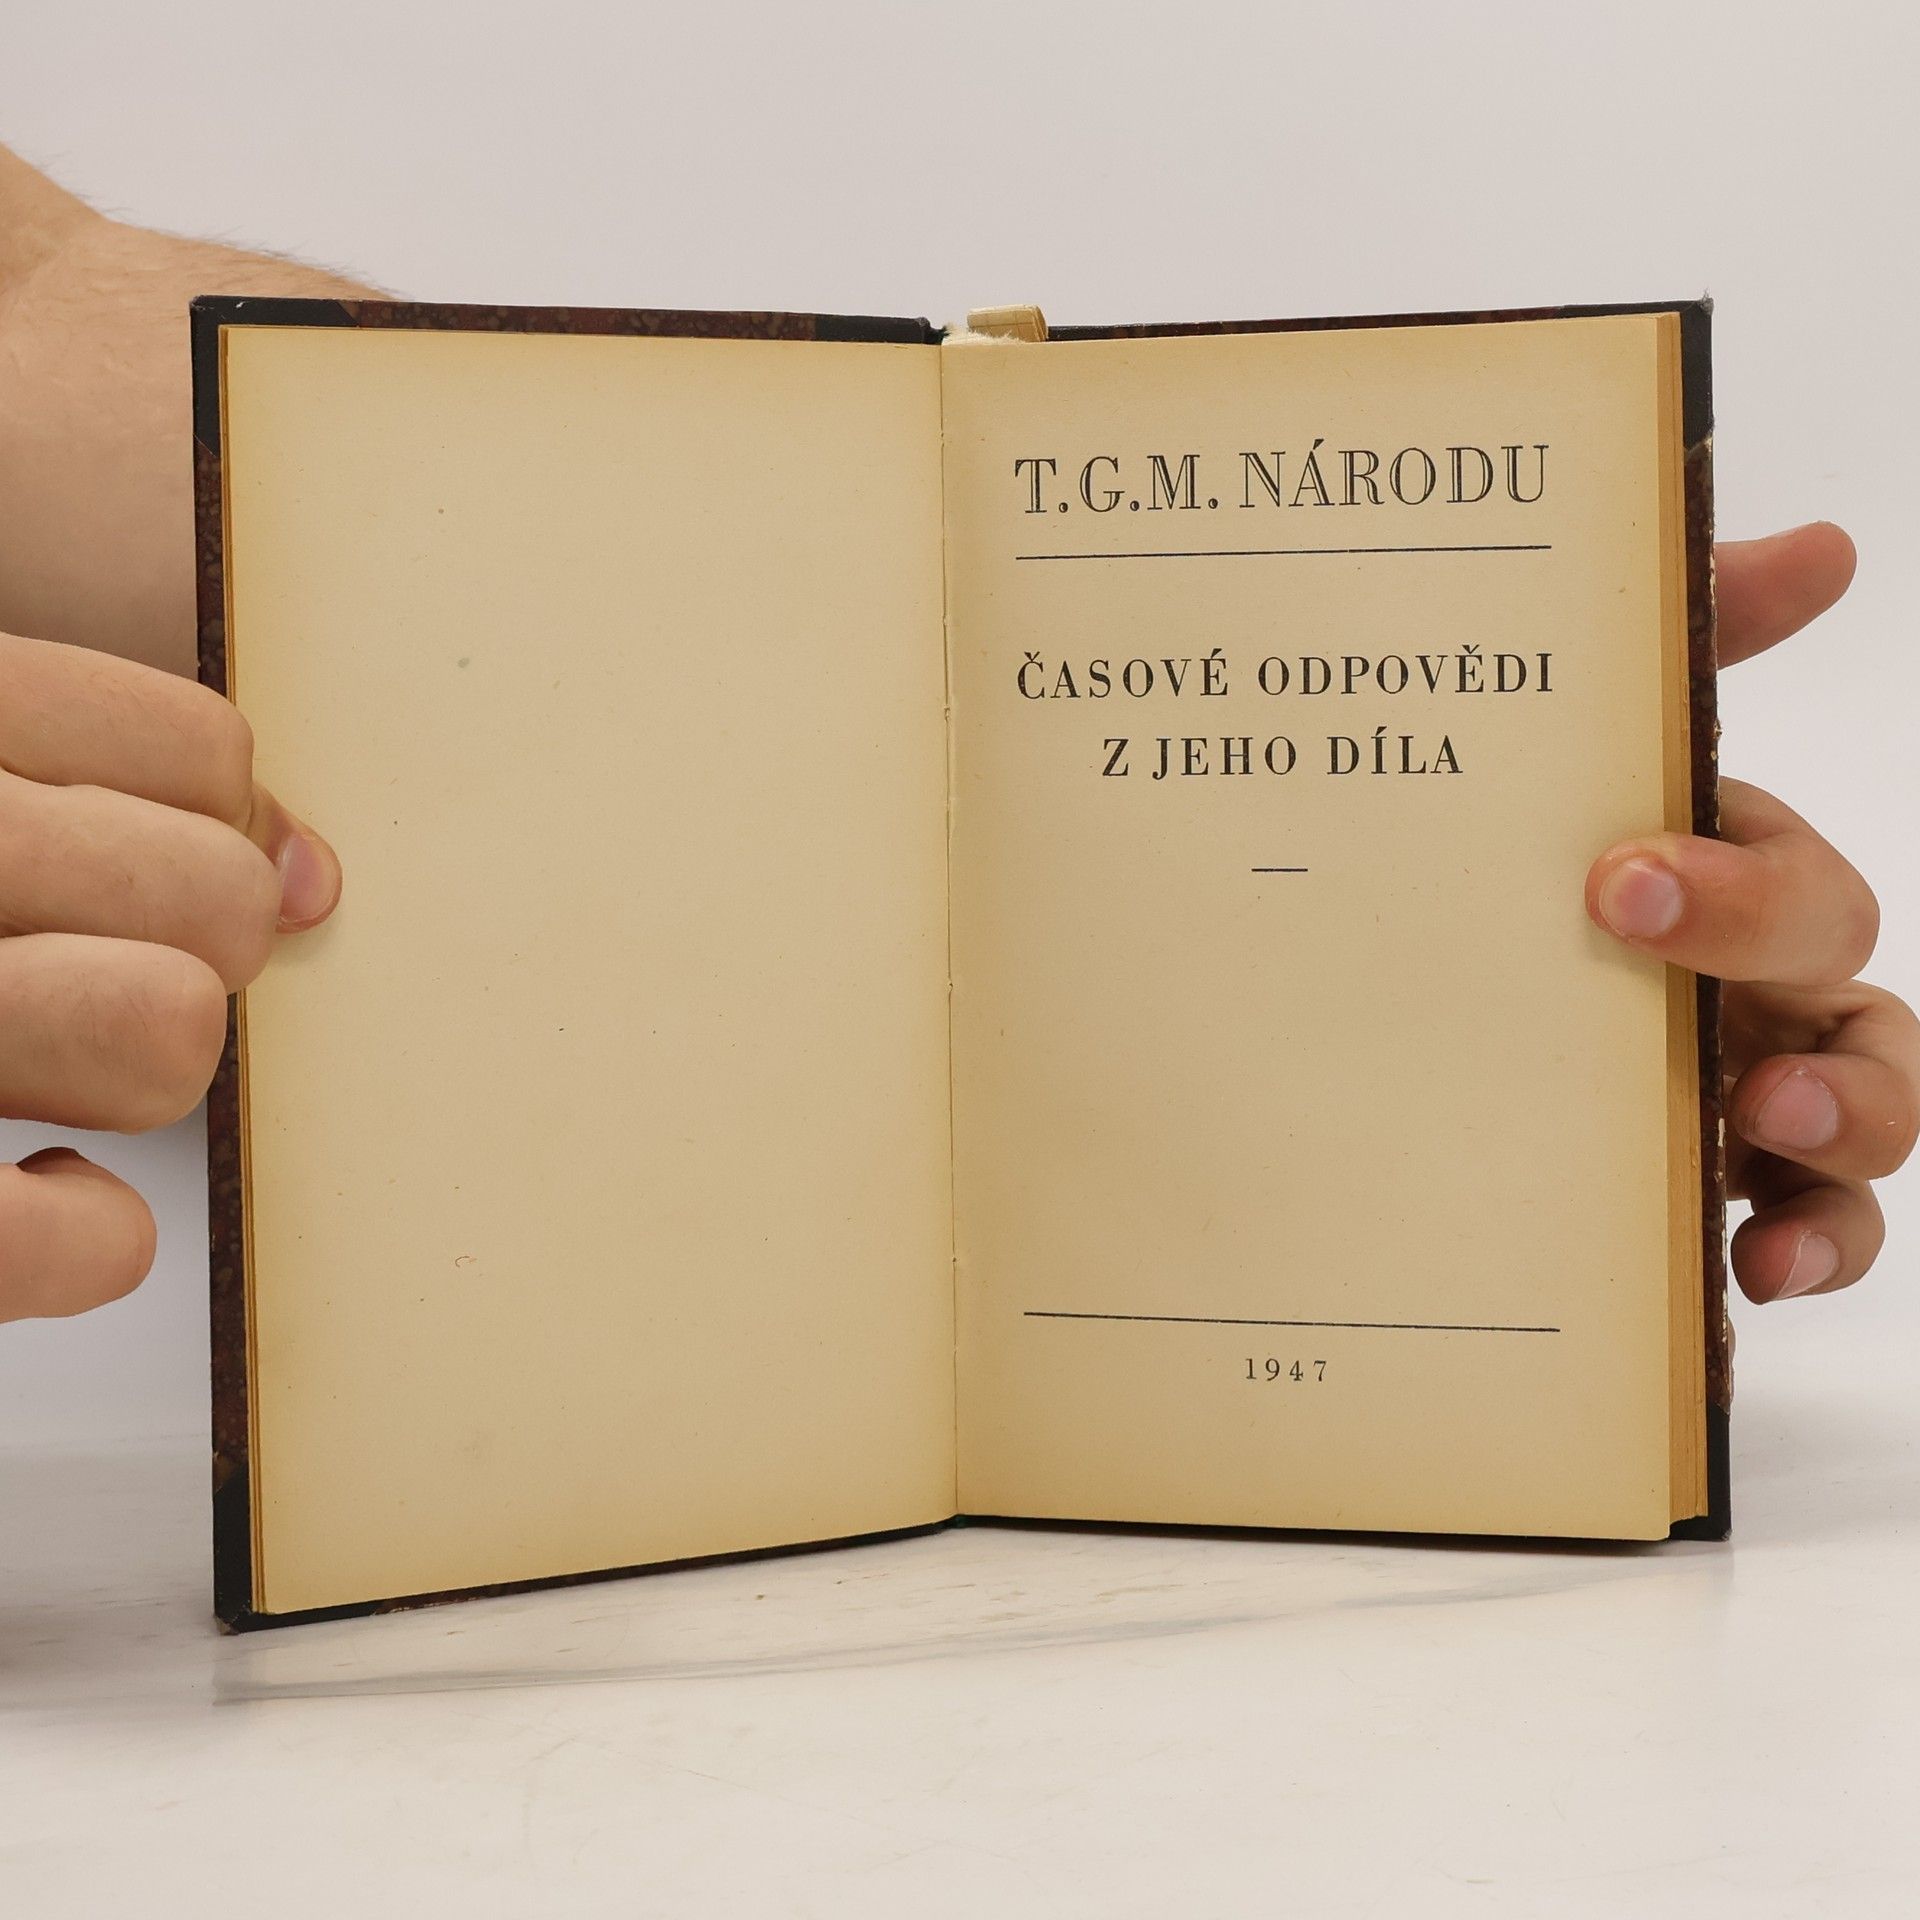 T.G.M. NÁRODU
ČASOVÉ ODPOVĚDI
Z JEHO DÍLA
1947